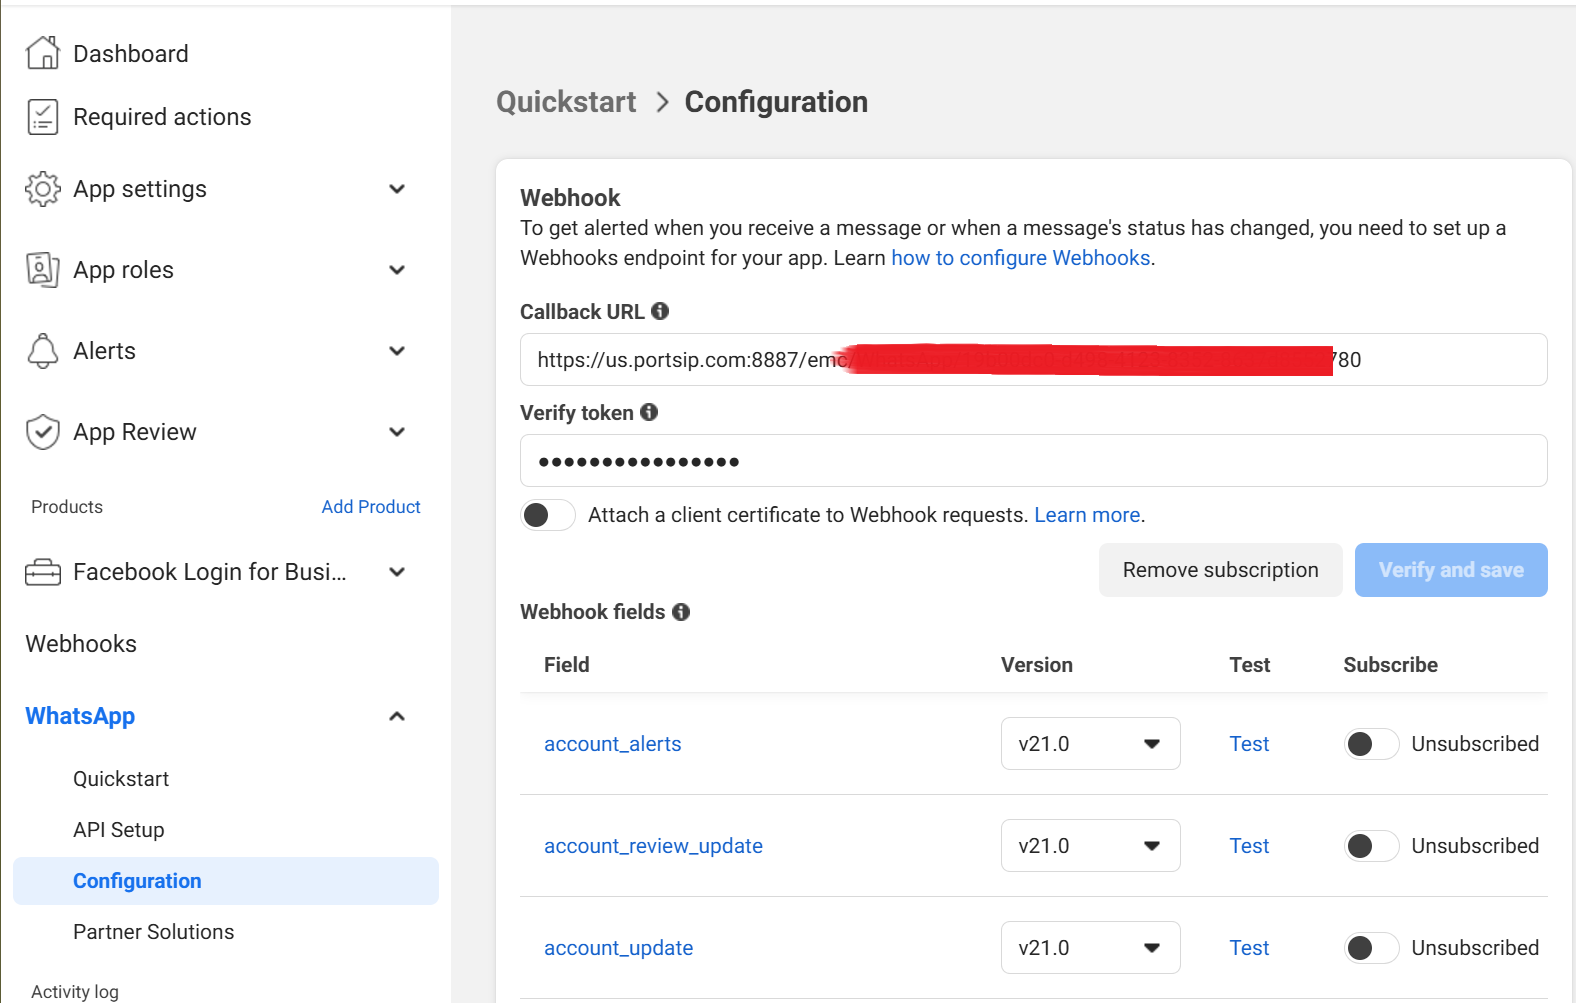 Dashboard
Required actions
App settings
App roles
Alerts
App Review
Products
Add Product
Facebook Login for Busi...
Webhooks
WhatsApp
Quickstart
API Setup
Configuration
Partner Solutions
Activity log
Quickstart > Configuration
Webhook
To get alerted when you receive a message or when a message's status has changed, you need to set up a
Webhooks endpoint for your app. Learn how to configure Webhooks.
Callback URL
https://us.portsip.com:8887/emc/ 780
Verify token
••••••••••••••••
Attach a client certificate to Webhook requests. Learn more.
Remove subscription
Verify and save
Webhook fields
Field Version Test Subscribe
account_alerts v21.0 Test Unsubscribed
account_review_update v21.0 Test Unsubscribed
account_update v21.0 Test Unsubscribed